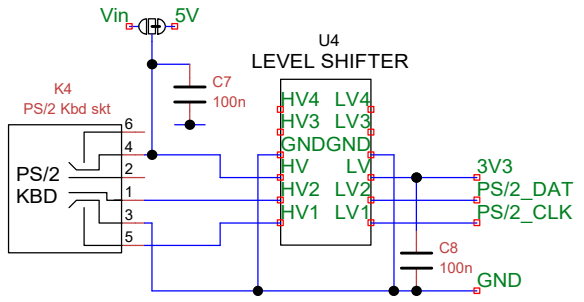 Vin 5V
U4
LEVEL SHIFTER
C7
100n
K4
PS/2 Kbd skt
HV4 LV4
HV3 LV3
GND GND
HV LV
HV2 LV2
HV1 LV1
6
4
2
1
3
5
PS/2
KBD
3V3
PS/2_DAT
PS/2_CLK
C8
100n
GND